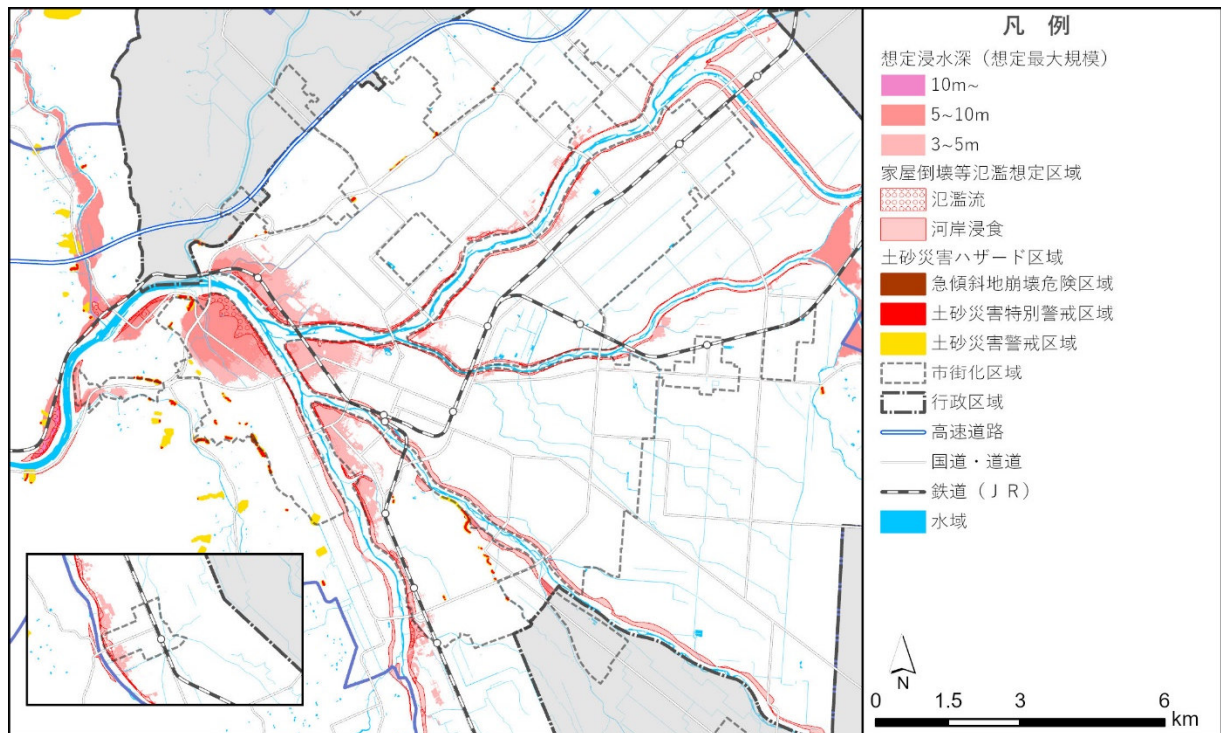 凡 例
想定浸水深（想定最大規模）
10m~
5~10m
3~5m
家屋倒壊等氾濫想定区域
氾濫流
河岸浸食
土砂災害ハザード区域
急傾斜地崩壊危険区域
土砂災害特別警戒区域
土砂災害警戒区域
市街化区域
行政区域
高速道路
国道・道道
鉄道（ＪＲ）
水域
N
0 1.5 3 6
km